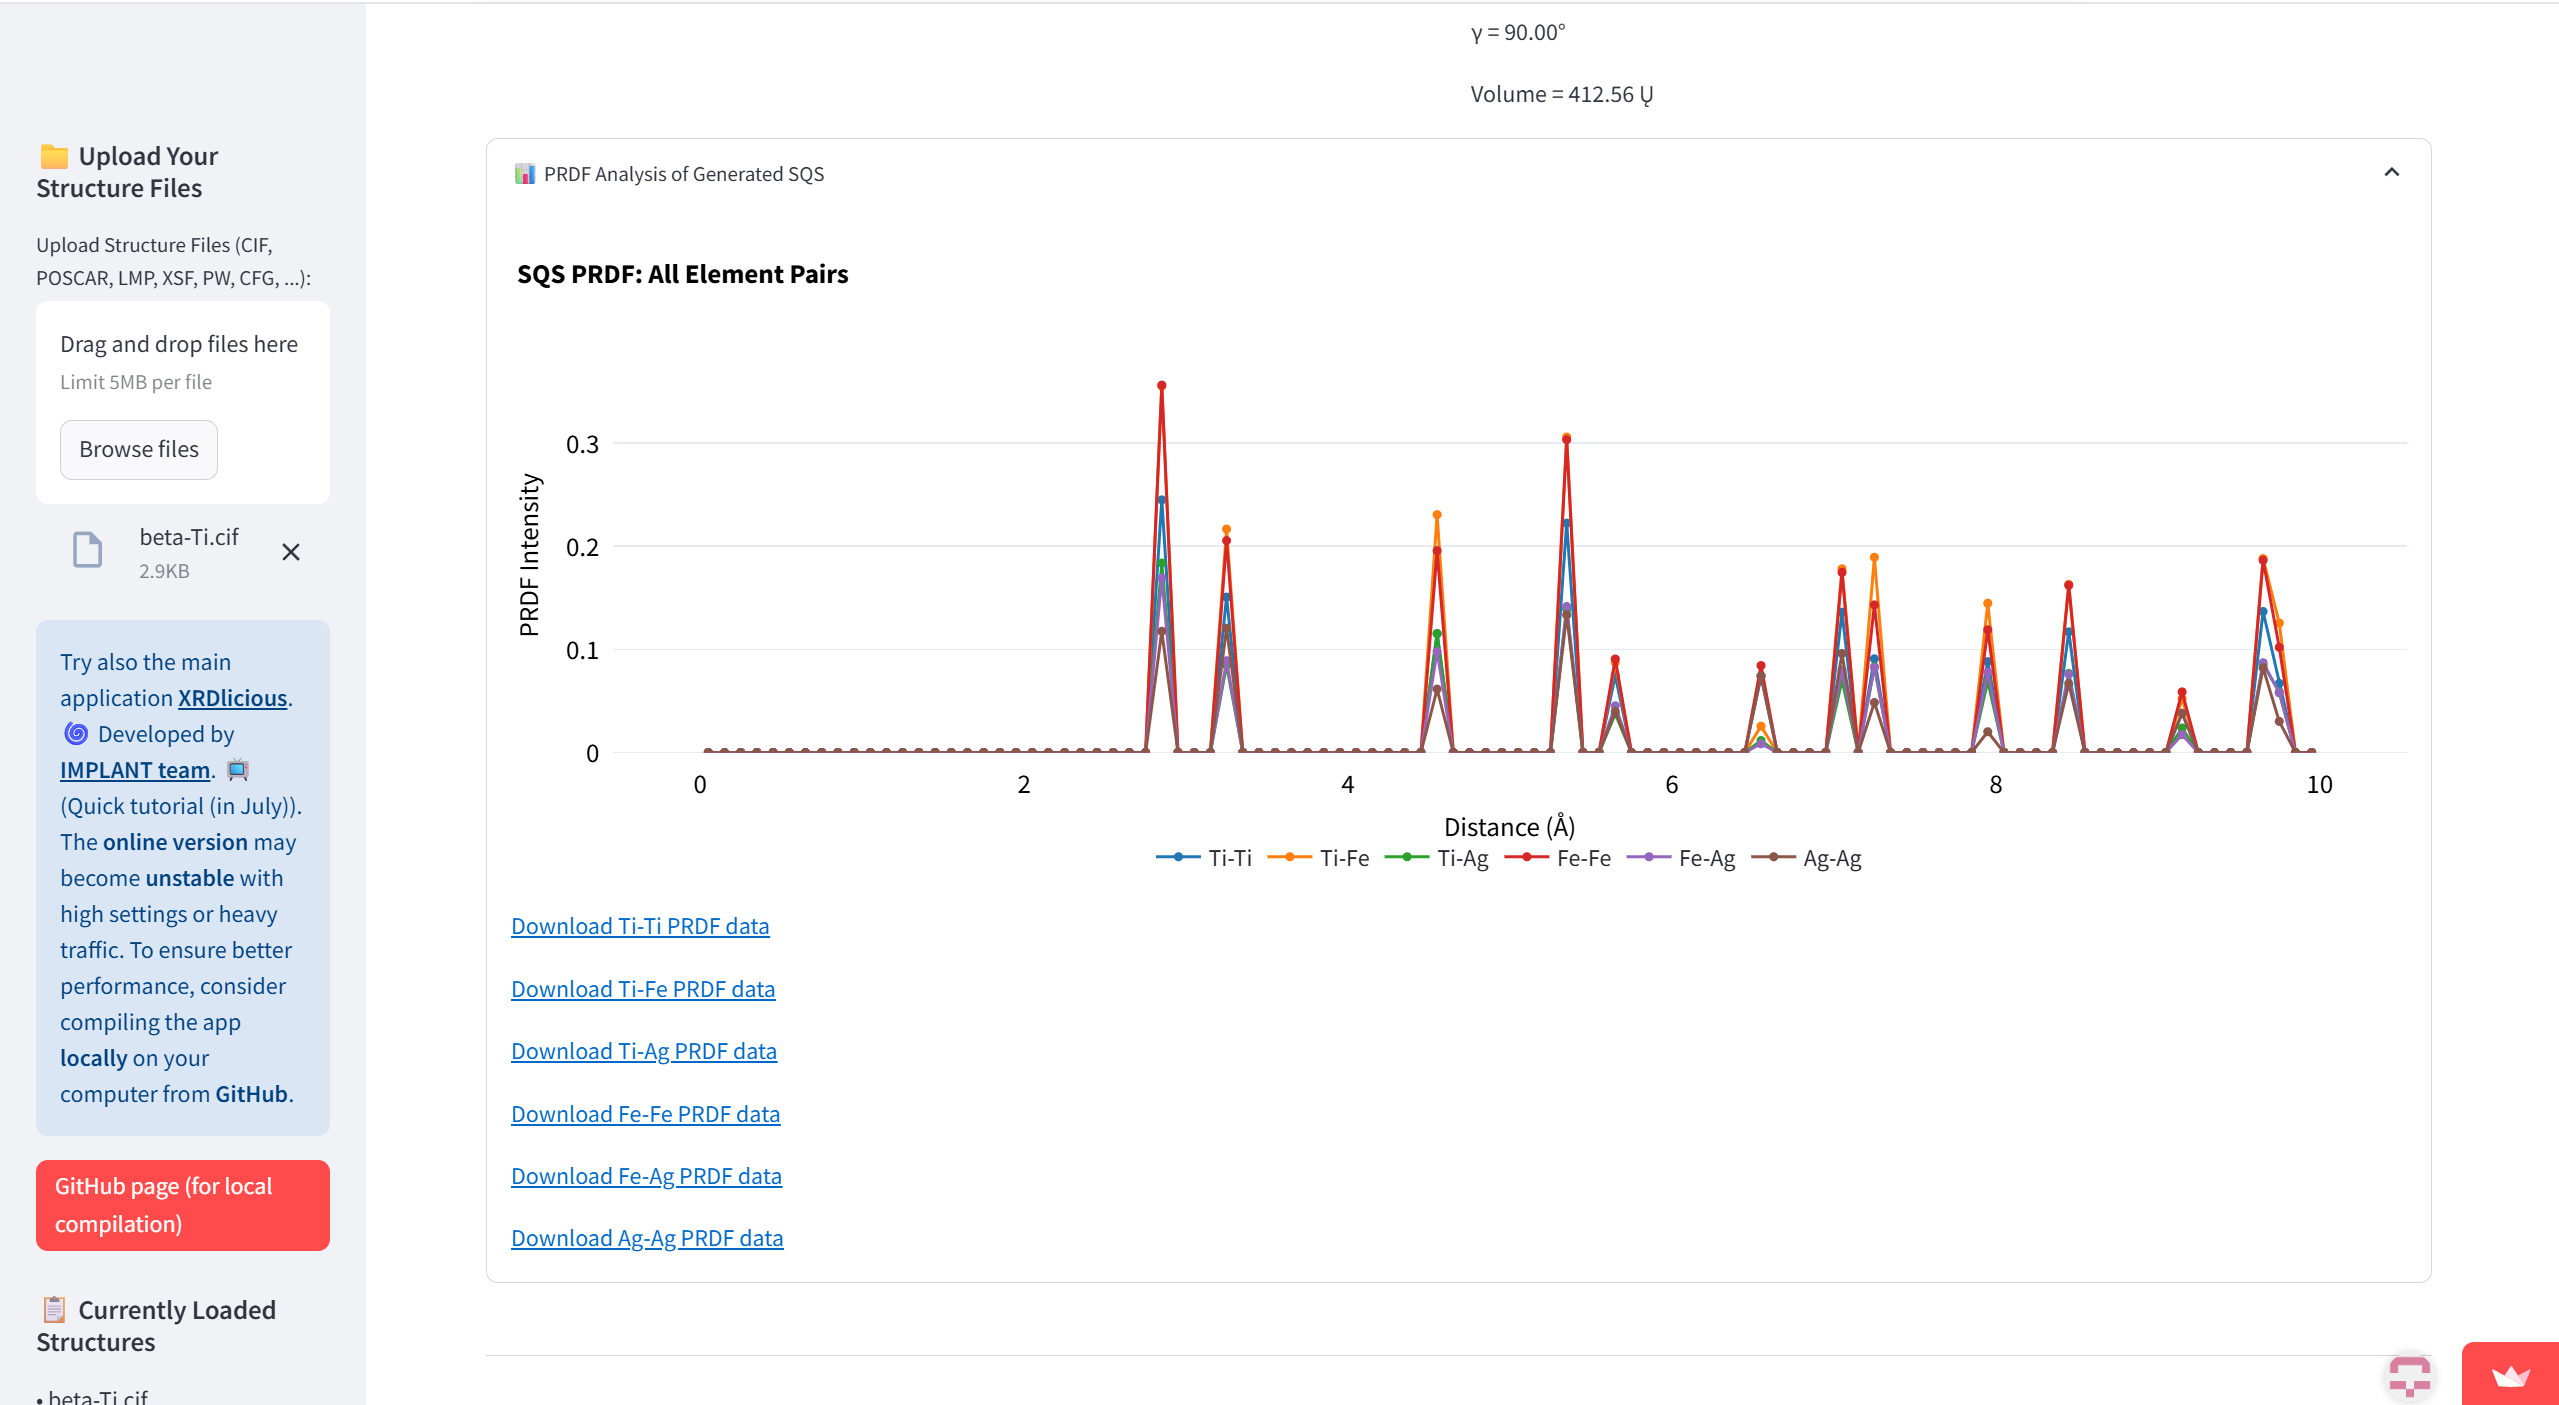 📁 Upload Your
Structure Files
Upload Structure Files (CIF,
POSCAR, LMP, XSF, PW, CFG, ...):
Drag and drop files here
Limit 5MB per file
Browse files
beta-Ti.cif
2.9KB
Try also the main
application XRDlicious.
🌀 Developed by
IMPLANT team. 📺
(Quick tutorial (in July)).
The online version may
become unstable with
high settings or heavy
traffic. To ensure better
performance, consider
compiling the app
locally on your
computer from GitHub.
GitHub page (for local
compilation)
📋 Currently Loaded
Structures
• beta-Ti.cif
γ = 90.00°
Volume = 412.56 Ų
📊 PRDF Analysis of Generated SQS
SQS PRDF: All Element Pairs
PRDF Intensity
0.3
0.2
0.1
0
0 2 4 6 8 10
Distance (Å)
Ti-Ti Ti-Fe Ti-Ag Fe-Fe Fe-Ag Ag-Ag
Download Ti-Ti PRDF data
Download Ti-Fe PRDF data
Download Ti-Ag PRDF data
Download Fe-Fe PRDF data
Download Fe-Ag PRDF data
Download Ag-Ag PRDF data